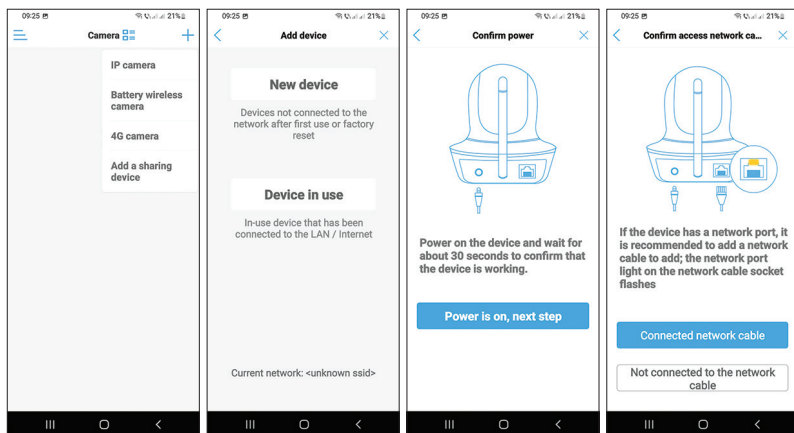 09:25
21%
Camera
IP camera
Battery wireless
camera
4G camera
Add a sharing
device
09:25
21%
Add device
New device
Devices not connected to the
network after first use or factory
reset
Device in use
In-use device that has been
connected to the LAN / Internet
Current network: <unknown ssid>
09:25
21%
Confirm power
Power on the device and wait for
about 30 seconds to confirm that
the device is working.
Power is on, next step
09:25
21%
Confirm access network ca...
If the device has a network port, it
is recommended to add a network
cable to add; the network port
light on the network cable socket
flashes
Connected network cable
Not connected to the network
cable